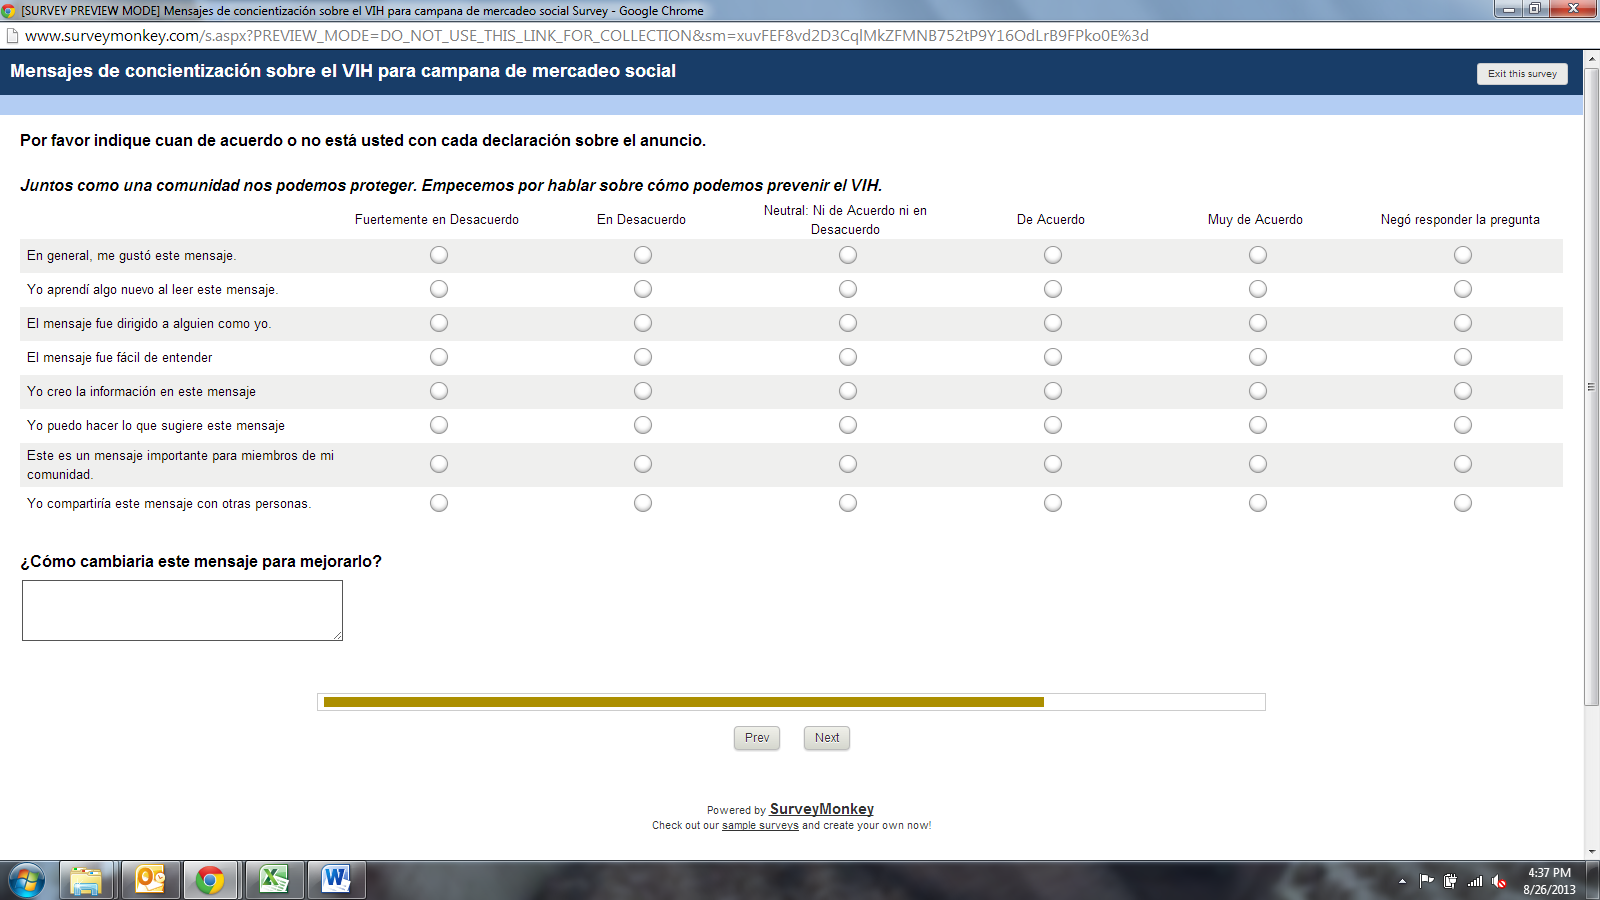 [SURVEY PREVIEW MODE] Mensajes de concientización sobre el VIH para campana de mercadeo social Survey - Google Chrome
www.surveymonkey.com/s.aspx?PREVIEW_MODE=DO_NOT_USE_THIS_LINK_FOR_COLLECTION&sm=xuvFEF8vd2D3CqlMkZFMNB752tP9Y16OdLrB9FPko0E%3d
Mensajes de concientización sobre el VIH para campana de mercadeo social
Exit this survey
Por favor indique cuan de acuerdo o no está usted con cada declaración sobre el anuncio.
Juntos como una comunidad nos podemos proteger. Empecemos por hablar sobre cómo podemos prevenir el VIH.
Fuertemente en Desacuerdo En Desacuerdo Neutral: Ni de Acuerdo ni en De Acuerdo Muy de Acuerdo Negó responder la pregunta
Desacuerdo
En general, me gustó este mensaje.
Yo aprendí algo nuevo al leer este mensaje.
El mensaje fue dirigido a alguien como yo.
El mensaje fue fácil de entender
Yo creo la información en este mensaje
Yo puedo hacer lo que sugiere este mensaje
Este es un mensaje importante para miembros de mi
comunidad.
Yo compartiría este mensaje con otras personas.
¿Cómo cambiaria este mensaje para mejorarlo?
Prev Next
Powered by SurveyMonkey
Check out our sample surveys and create your own now!
4:37 PM
8/26/2013